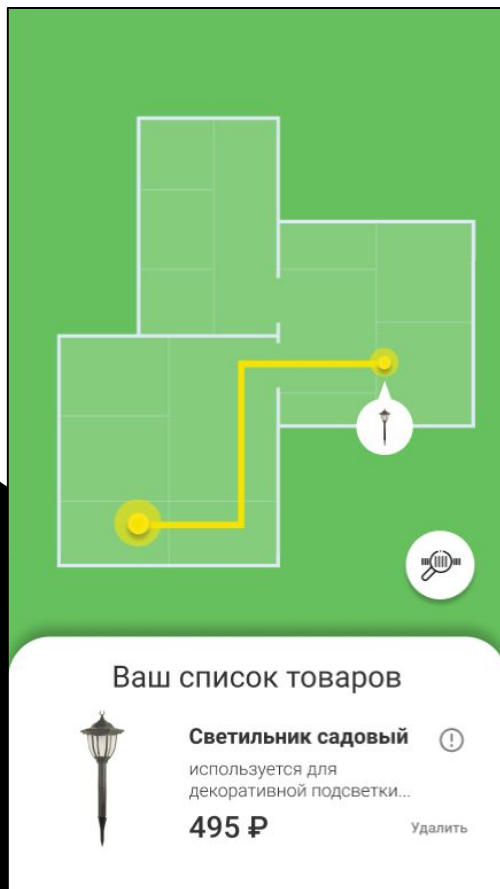 Ваш список товаров
Светильник садовый
используется для
декоративной подсветки...
495 ₽
Удалить